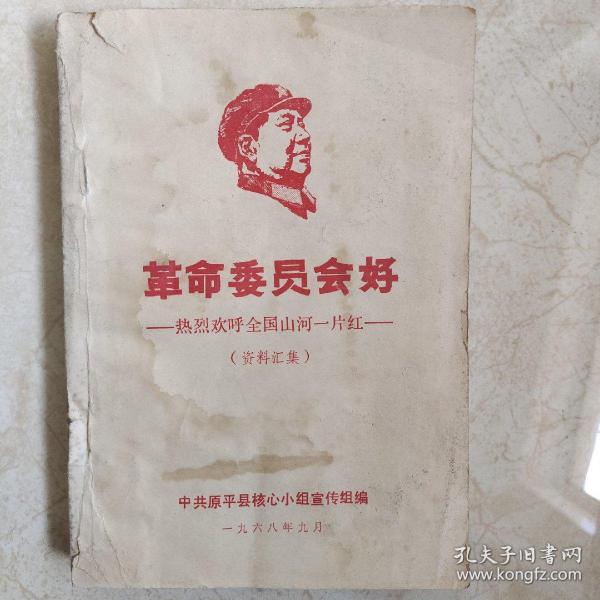 革命委员会好
——热烈欢呼全国山河一片红——
（资料汇集）
中共原平县核心小组宣传组编
一九六八年九月
孔夫子旧书网
www.kongfz.com